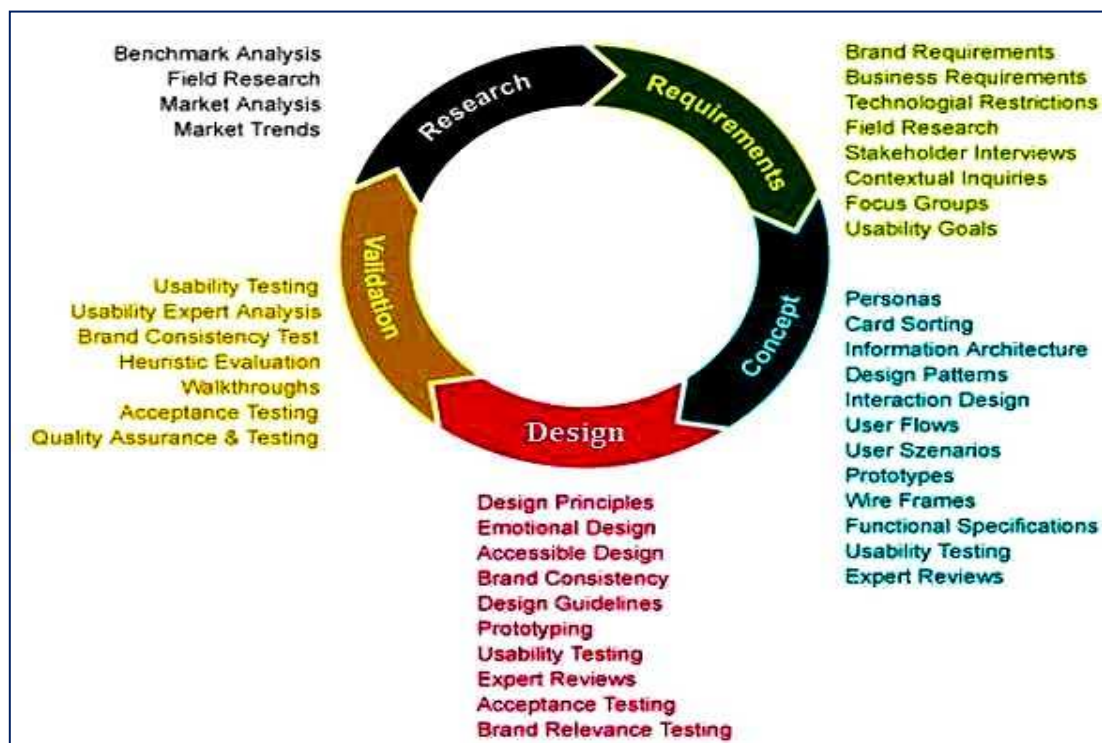 Research
Benchmark Analysis
Field Research
Market Analysis
Market Trends
Requirements
Brand Requirements
Business Requirements
Technologial Restrictions
Field Research
Stakeholder Interviews
Contextual Inquiries
Focus Groups
Usability Goals
Concept
Personas
Card Sorting
Information Architecture
Design Patterns
Interaction Design
User Flows
User Szenarios
Prototypes
Wire Frames
Functional Specifications
Usability Testing
Expert Reviews
Design
Design Principles
Emotional Design
Accessible Design
Brand Consistency
Design Guidelines
Prototyping
Usability Testing
Expert Reviews
Acceptance Testing
Brand Relevance Testing
Validation
Usability Testing
Usability Expert Analysis
Brand Consistency Test
Heuristic Evaluation
Walkthroughs
Acceptance Testing
Quality Assurance & Testing